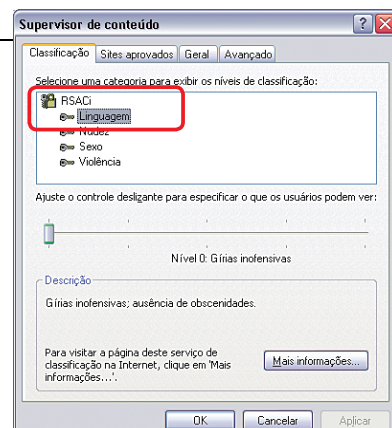 Supervisor de conteúdo
Classificação Sites aprovados Geral Avançado
Selecione uma categoria para exibir os níveis de classificação:
RSACi
Linguagem
Nudez
Sexo
Violência
Ajuste o controle deslizante para especificar o que os usuários podem ver:
Nível 0: Gírias inofensivas
Descrição
Gírias inofensivas; ausência de obscenidades.
Para visitar a página deste serviço de
classificação na Internet, clique em 'Mais
informações...'.
Mais informações...
OK Cancelar Aplicar